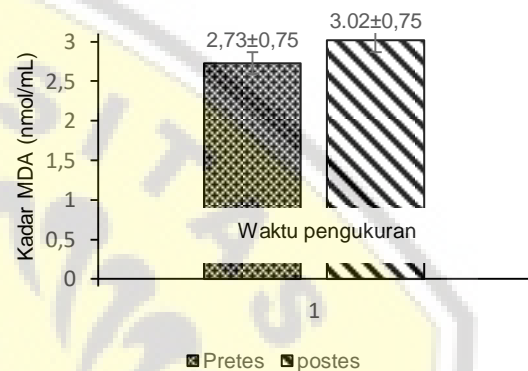 2,73±0,75
3.02±0,75
Kadar MDA (nmol/mL)
3
2,5
2
1,5
1
0,5
0
Waktu pengukuran
1
Pretes postes
S I T A S